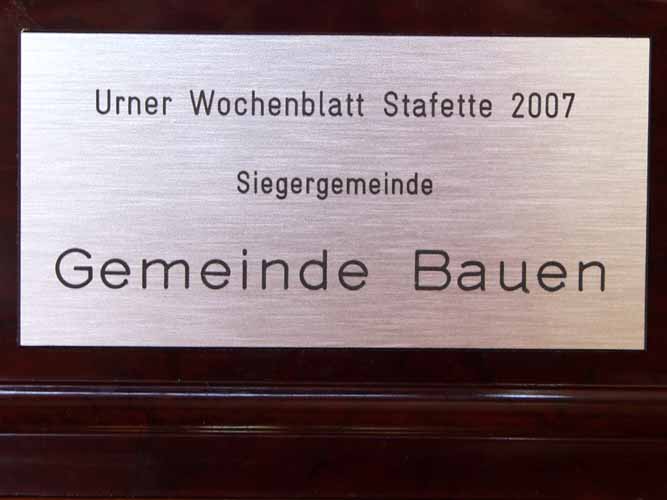 Urner Wochenblatt Stafette 2007
Siegergemeinde
Gemeinde Bauen